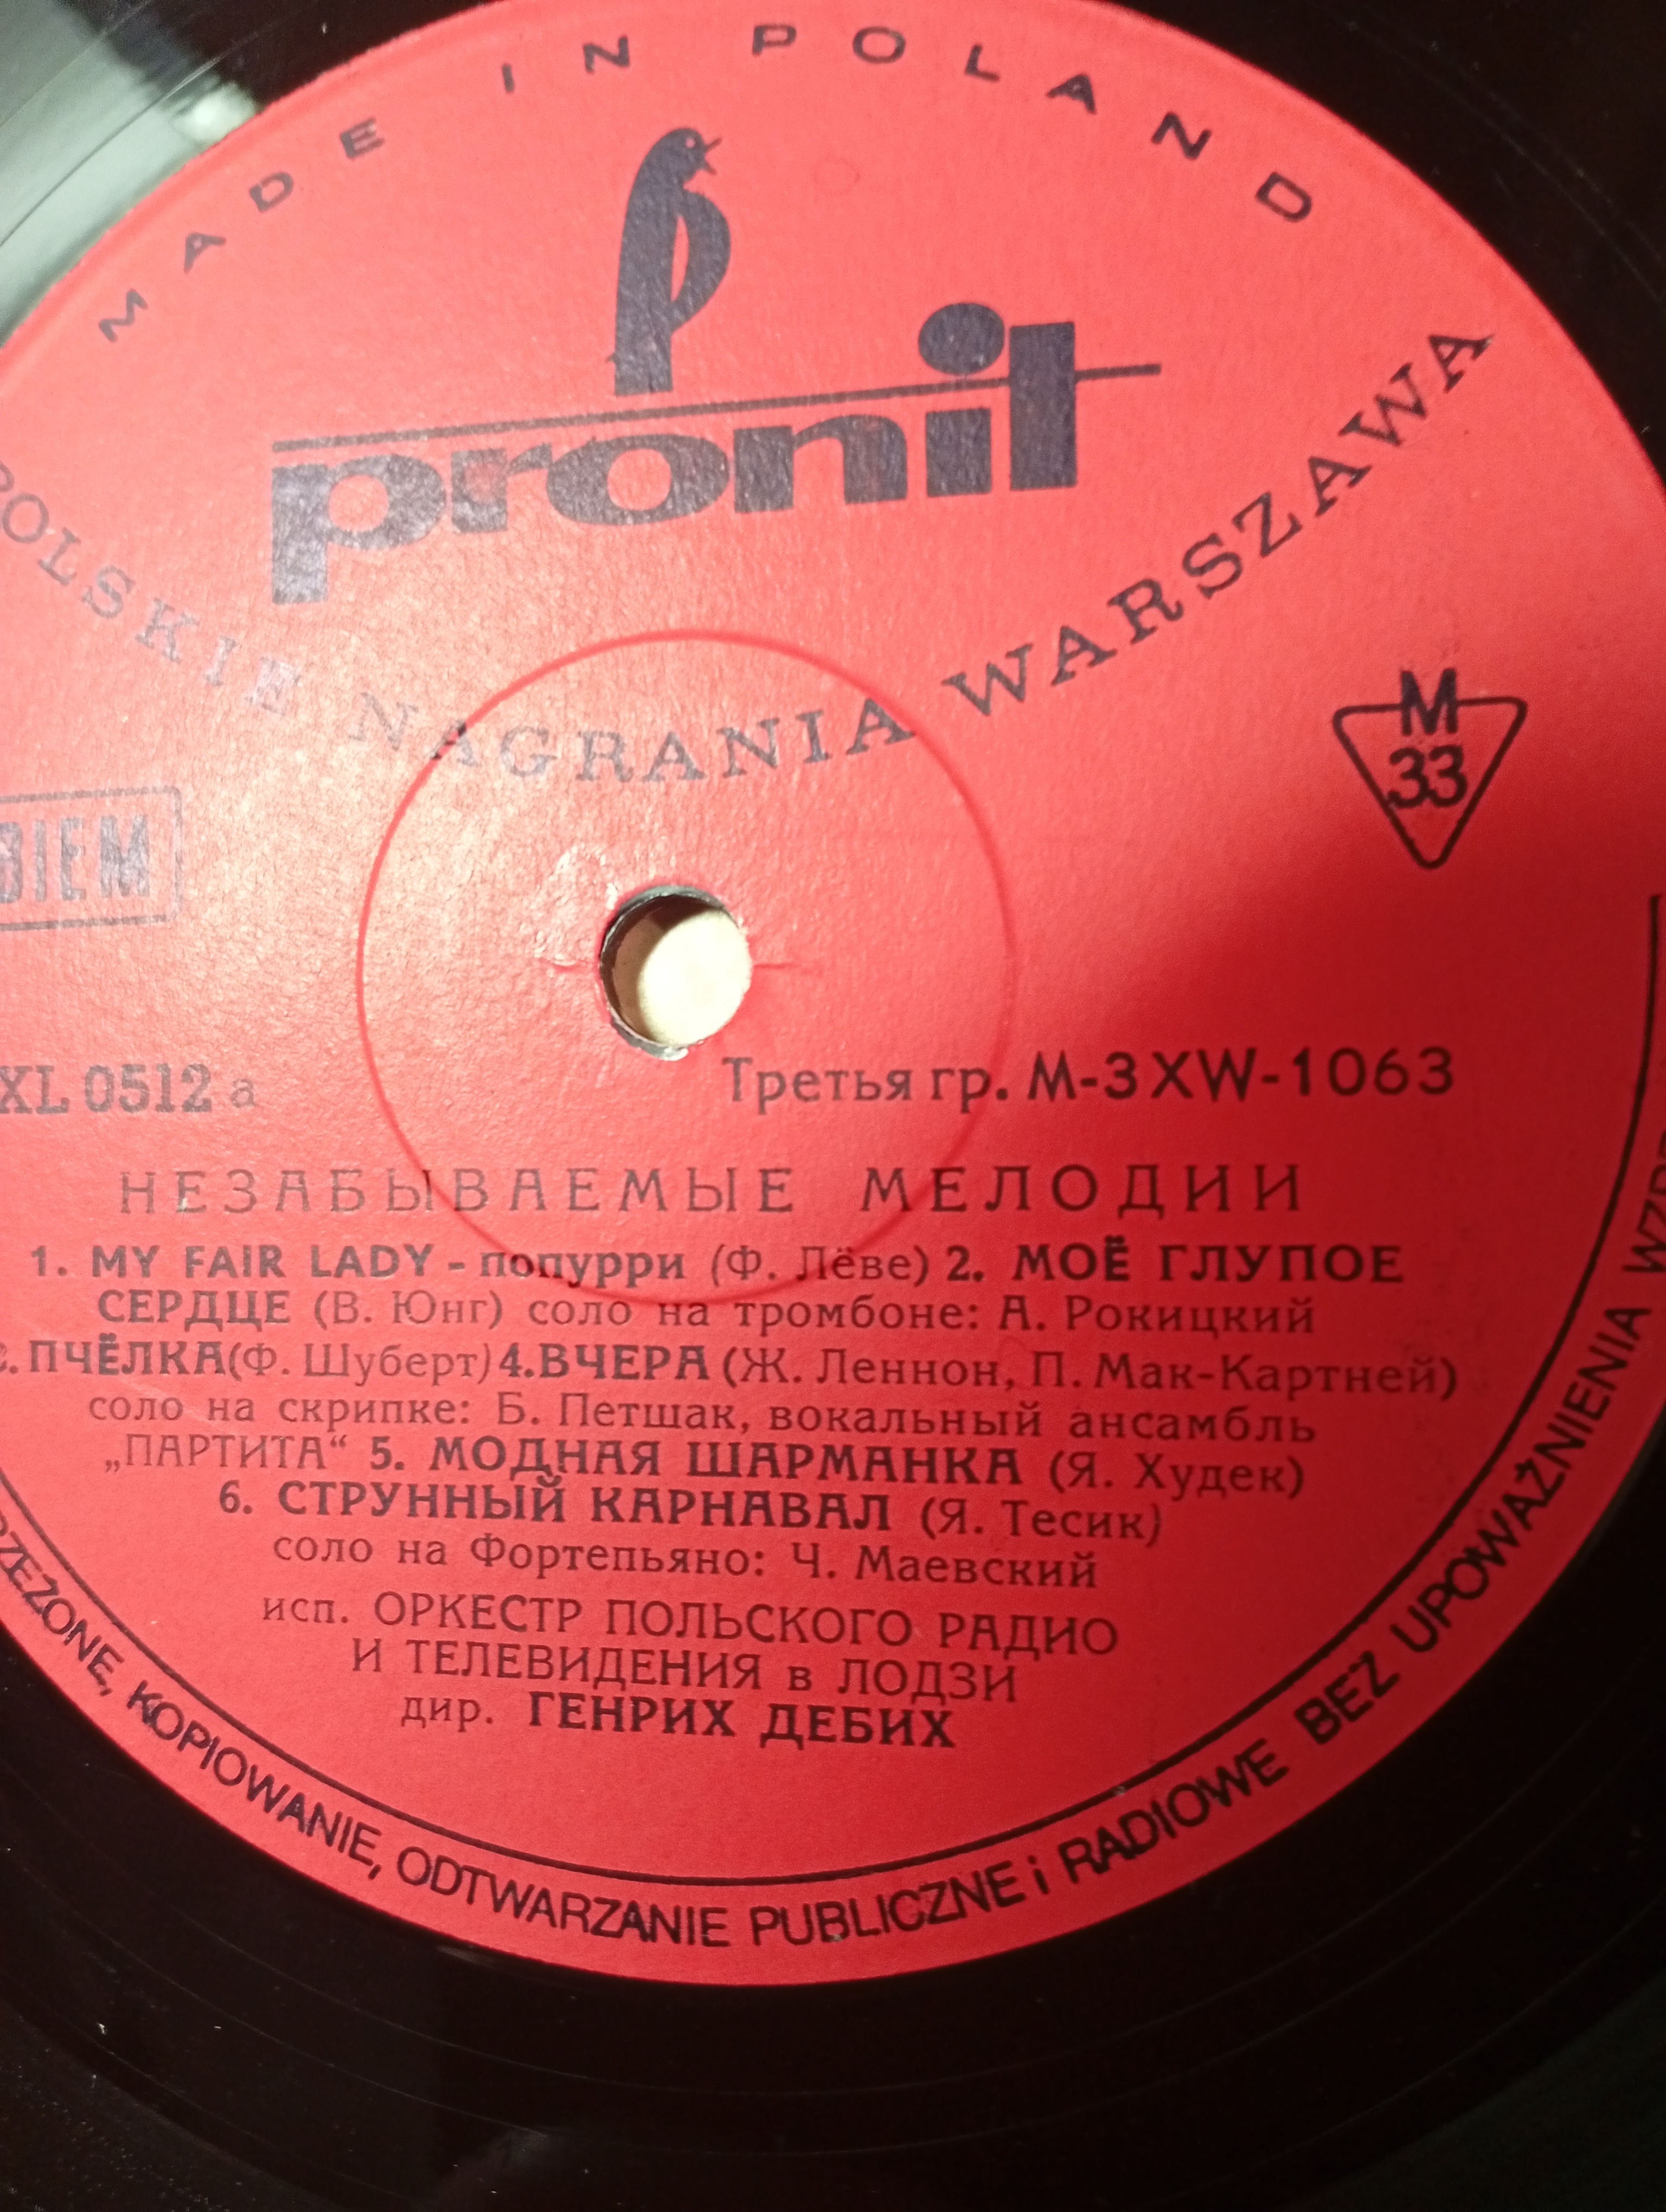 MADE IN POLAND
pronit
POLSKIE NAGRANIA WARSZAWA
BIEM
M
33
XL 0512 a
Третья гр. M-3XW-1063
НЕЗАБЫВАЕМЫЕ МЕЛОДИИ
1. MY FAIR LADY - попурри (Ф. Лёве) 2. МОЁ ГЛУПОЕ
СЕРДЦЕ (В. Юнг) соло на тромбоне: А. Рокицкий
ПЧЁЛКА (Ф. Шуберт) 4. ВЧЕРА (Ж. Леннон, П. Мак-Картней)
соло на скрипке: Б. Петшак, вокальный ансамбль
„ПАРТИТА“ 5. МОДНАЯ ШАРМАНКА (Я. Худек)
6. СТРУННЫЙ КАРНАВАЛ (Я. Тесик)
соло на Фортепьяно: Ч. Маевский
исп. ОРКЕСТР ПОЛЬСКОГО РАДИО
И ТЕЛЕВИДЕНИЯ в ЛОДЗИ
дир. ГЕНРИХ ДЕБИХ
RZEŻONE, KOPIOWANIE, ODTWARZANIE PUBLICZNE i RADIOWE BEZ UPOWAŻNIENIA WZBR